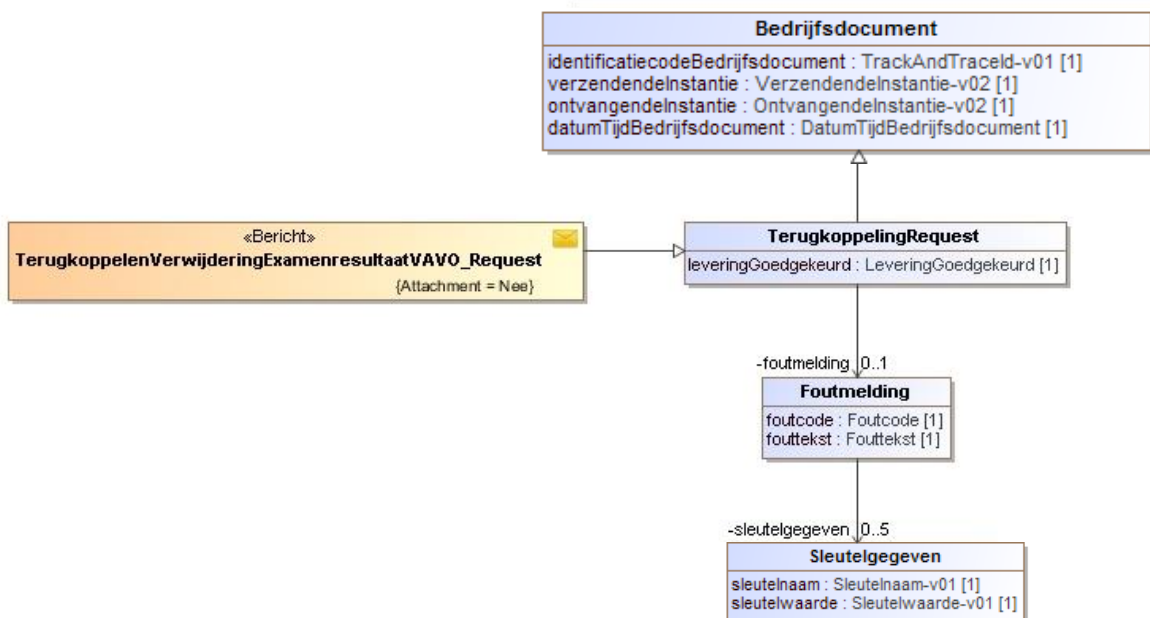 Bedrijfsdocument
identificatiecodeBedrijfsdocument : TrackAndTraceId-v01 [1]
verzendendeInstantie : VerzendendeInstantie-v02 [1]
ontvangendeInstantie : OntvangendeInstantie-v02 [1]
datumTijdBedrijfsdocument : DatumTijdBedrijfsdocument [1]
«Bericht»
TerugkoppelenVerwijderingExamenresultaatVAVO_Request
{Attachment = Nee}
TerugkoppelingRequest
leveringGoedgekeurd : LeveringGoedgekeurd [1]
-foutmelding 0..1
Foutmelding
foutcode : Foutcode [1]
fouttekst : Fouttekst [1]
-sleutelgegeven 0..5
Sleutelgegeven
sleutelnaam : Sleutelnaam-v01 [1]
sleutelwaarde : Sleutelwaarde-v01 [1]